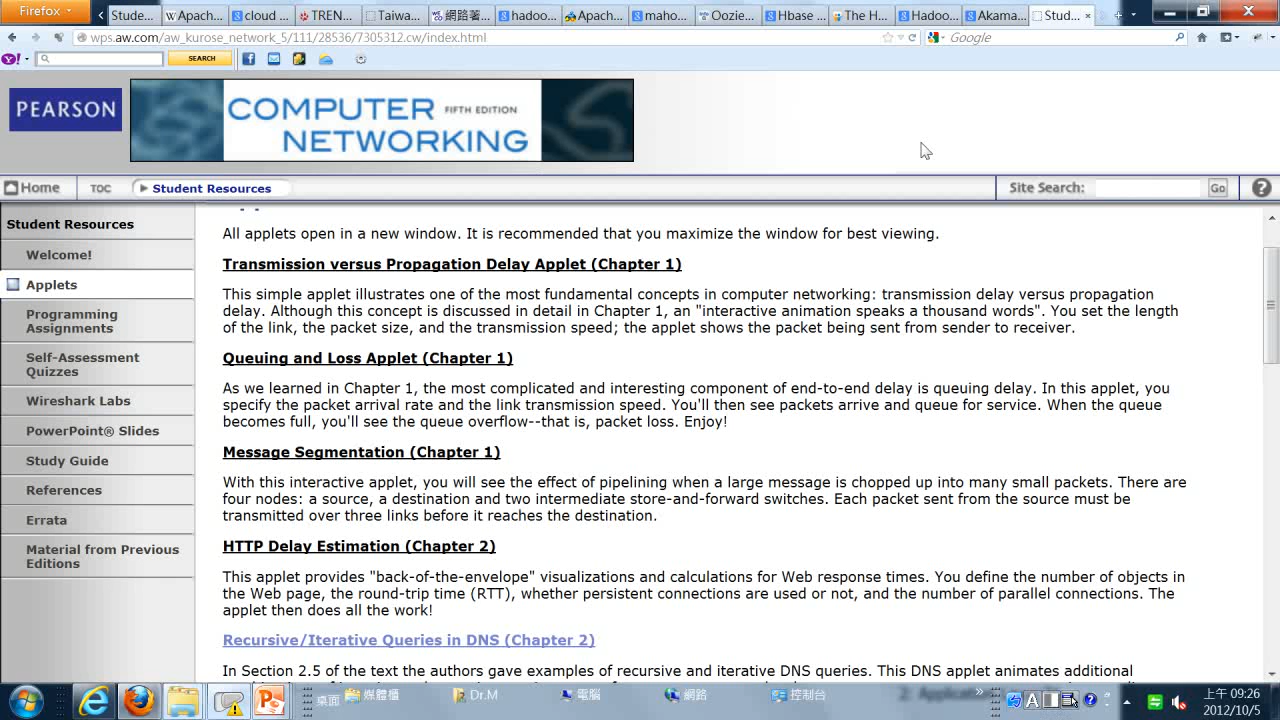 Firefox
Stude...
Apach...
cloud ...
TREN...
Taiwa...
網路著...
hadoo...
Apach...
maho...
Oozie...
Hbase ...
The H...
Hadoo...
Akama...
Stud...
wps.aw.com/aw_kurose_network_5/111/28536/7305312.cw/index.html
Google
Y!
SEARCH
PEARSON
COMPUTER FIFTH EDITION
NETWORKING
Home
TOC
Student Resources
Site Search:
Go
Student Resources
Welcome!
Applets
Programming
Assignments
Self-Assessment
Quizzes
Wireshark Labs
PowerPoint® Slides
Study Guide
References
Errata
Material from Previous
Editions
All applets open in a new window. It is recommended that you maximize the window for best viewing.
Transmission versus Propagation Delay Applet (Chapter 1)
This simple applet illustrates one of the most fundamental concepts in computer networking: transmission delay versus propagation
delay. Although this concept is discussed in detail in Chapter 1, an "interactive animation speaks a thousand words". You set the length
of the link, the packet size, and the transmission speed; the applet shows the packet being sent from sender to receiver.
Queuing and Loss Applet (Chapter 1)
As we learned in Chapter 1, the most complicated and interesting component of end-to-end delay is queuing delay. In this applet, you
specify the packet arrival rate and the link transmission speed. You'll then see packets arrive and queue for service. When the queue
becomes full, you'll see the queue overflow--that is, packet loss. Enjoy!
Message Segmentation (Chapter 1)
With this interactive applet, you will see the effect of pipelining when a large message is chopped up into many small packets. There are
four nodes: a source, a destination and two intermediate store-and-forward switches. Each packet sent from the source must be
transmitted over three links before it reaches the destination.
HTTP Delay Estimation (Chapter 2)
This applet provides "back-of-the-envelope" visualizations and calculations for Web response times. You define the number of objects in
the Web page, the round-trip time (RTT), whether persistent connections are used or not, and the number of parallel connections. The
applet then does all the work!
Recursive/Iterative Queries in DNS (Chapter 2)
In Section 2.5 of the text the authors gave examples of recursive and iterative DNS queries. This DNS applet animates additional
桌面
媒體櫃
Dr.M
電腦
網路
控制台
上午 09:26
2012/10/5